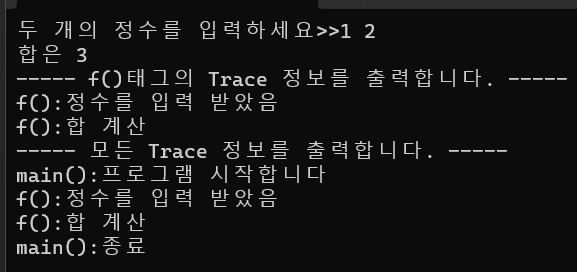 두 개의 정수를 입력하세요>>1 2
합은 3
----- f()태그의 Trace 정보를 출력합니다. -----
f():정수를 입력 받았음
f():합 계산
----- 모든 Trace 정보를 출력합니다. -----
main():프로그램 시작합니다
f():정수를 입력 받았음
f():합 계산
main():종료